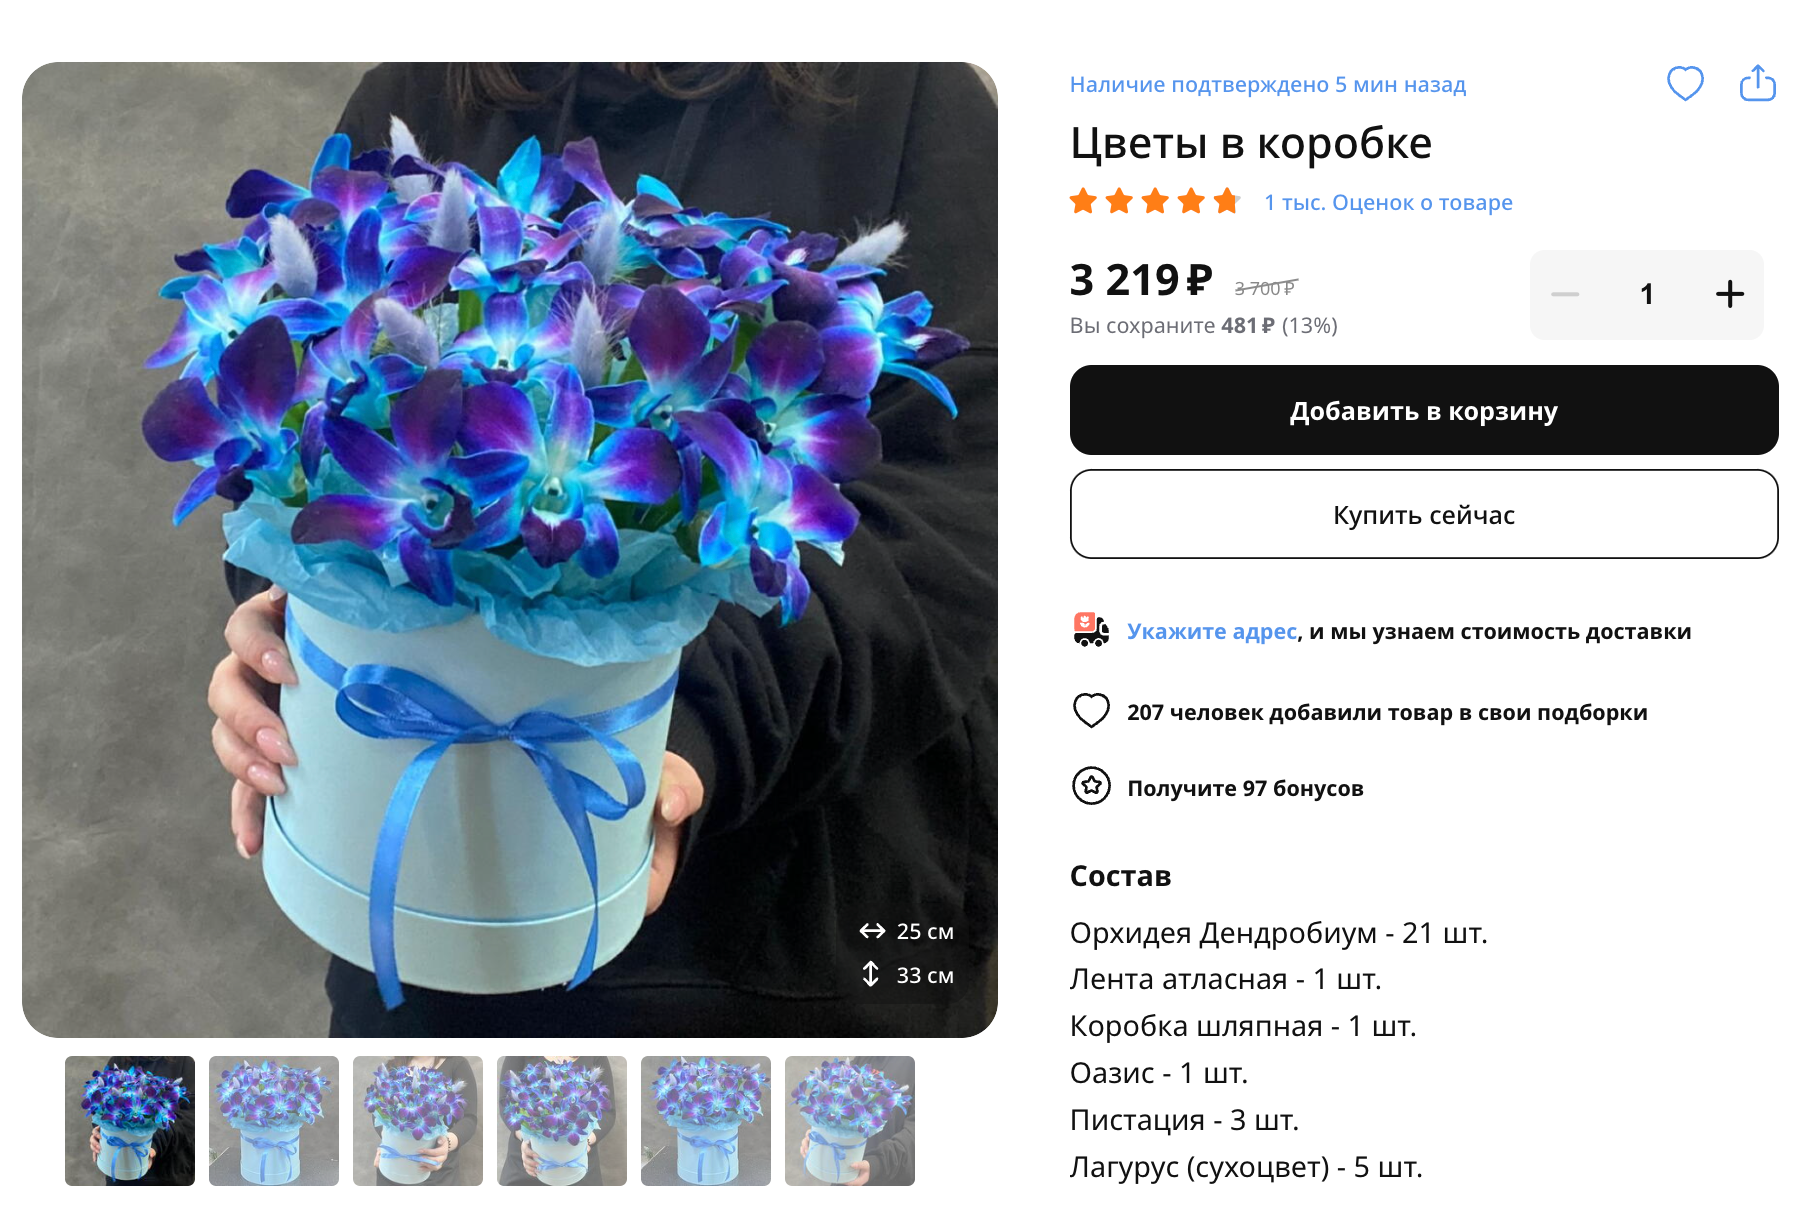 Наличие подтверждено 5 мин назад
Цветы в коробке
1 тыс. Оценок о товаре
3 219 ₽ 3 700 ₽
Вы сохраните 481 ₽ (13%)
1
Добавить в корзину
Купить сейчас
Укажите адрес, и мы узнаем стоимость доставки
207 человек добавили товар в свои подборки
Получите 97 бонусов
Состав
Орхидея Дендробиум - 21 шт.
Лента атласная - 1 шт.
Коробка шляпная - 1 шт.
Оазис - 1 шт.
Пистация - 3 шт.
Лагурус (сухоцвет) - 5 шт.
25 см
33 см